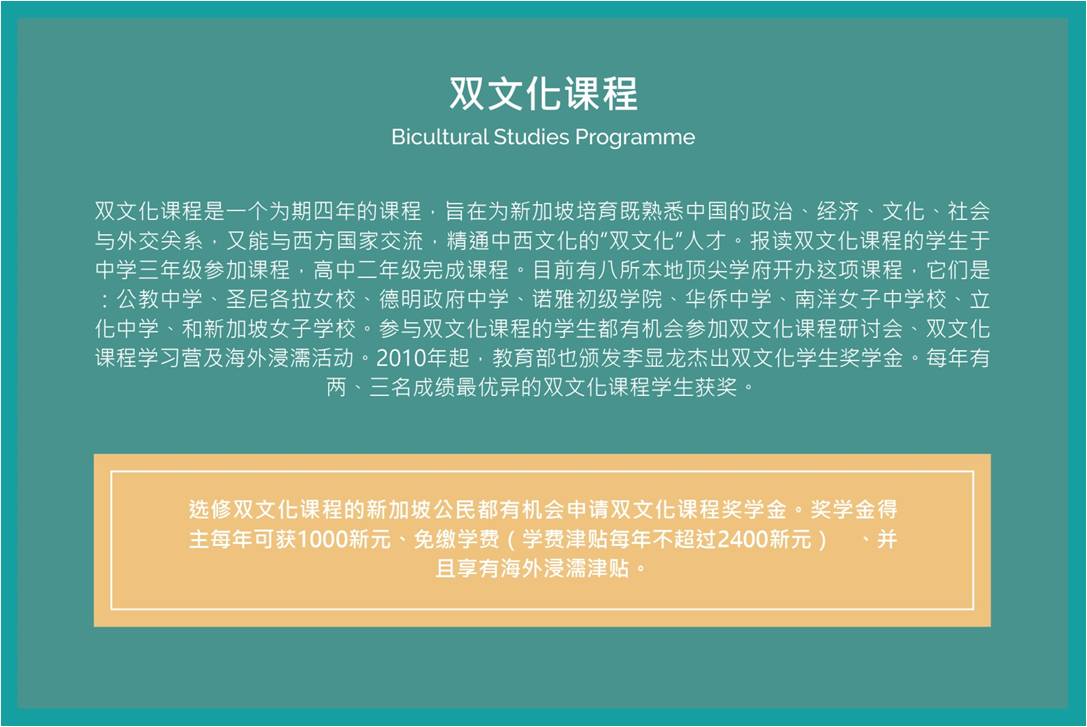 双文化课程
Bicultural Studies Programme
双文化课程是一个为期四年的课程，旨在为新加坡培育既熟悉中国的政治、经济、文化、社会
与外交关系，又能与西方国家交流，精通中西文化的“双文化”人才。报读双文化课程的学生于
中学三年级参加课程，高中二年级完成课程。目前有八所本地顶尖学府开办这项课程，它们是
：公教中学、圣尼各拉女校、德明政府中学、诺雅初级学院、华侨中学、南洋女子中学校、立
化中学、和新加坡女子学校。参与双文化课程的学生都有机会参加双文化课程研讨会、双文化
课程学习营及海外浸濡活动。2010年起，教育部也颁发李显龙杰出双文化学生奖学金。每年有
两、三名成绩最优异的双文化课程学生获奖。
选修双文化课程的新加坡公民都有机会申请双文化课程奖学金。奖学金得
主每年可获1000新元、免缴学费（学费津贴每年不超过2400新元） 、并
且享有海外浸濡津贴。